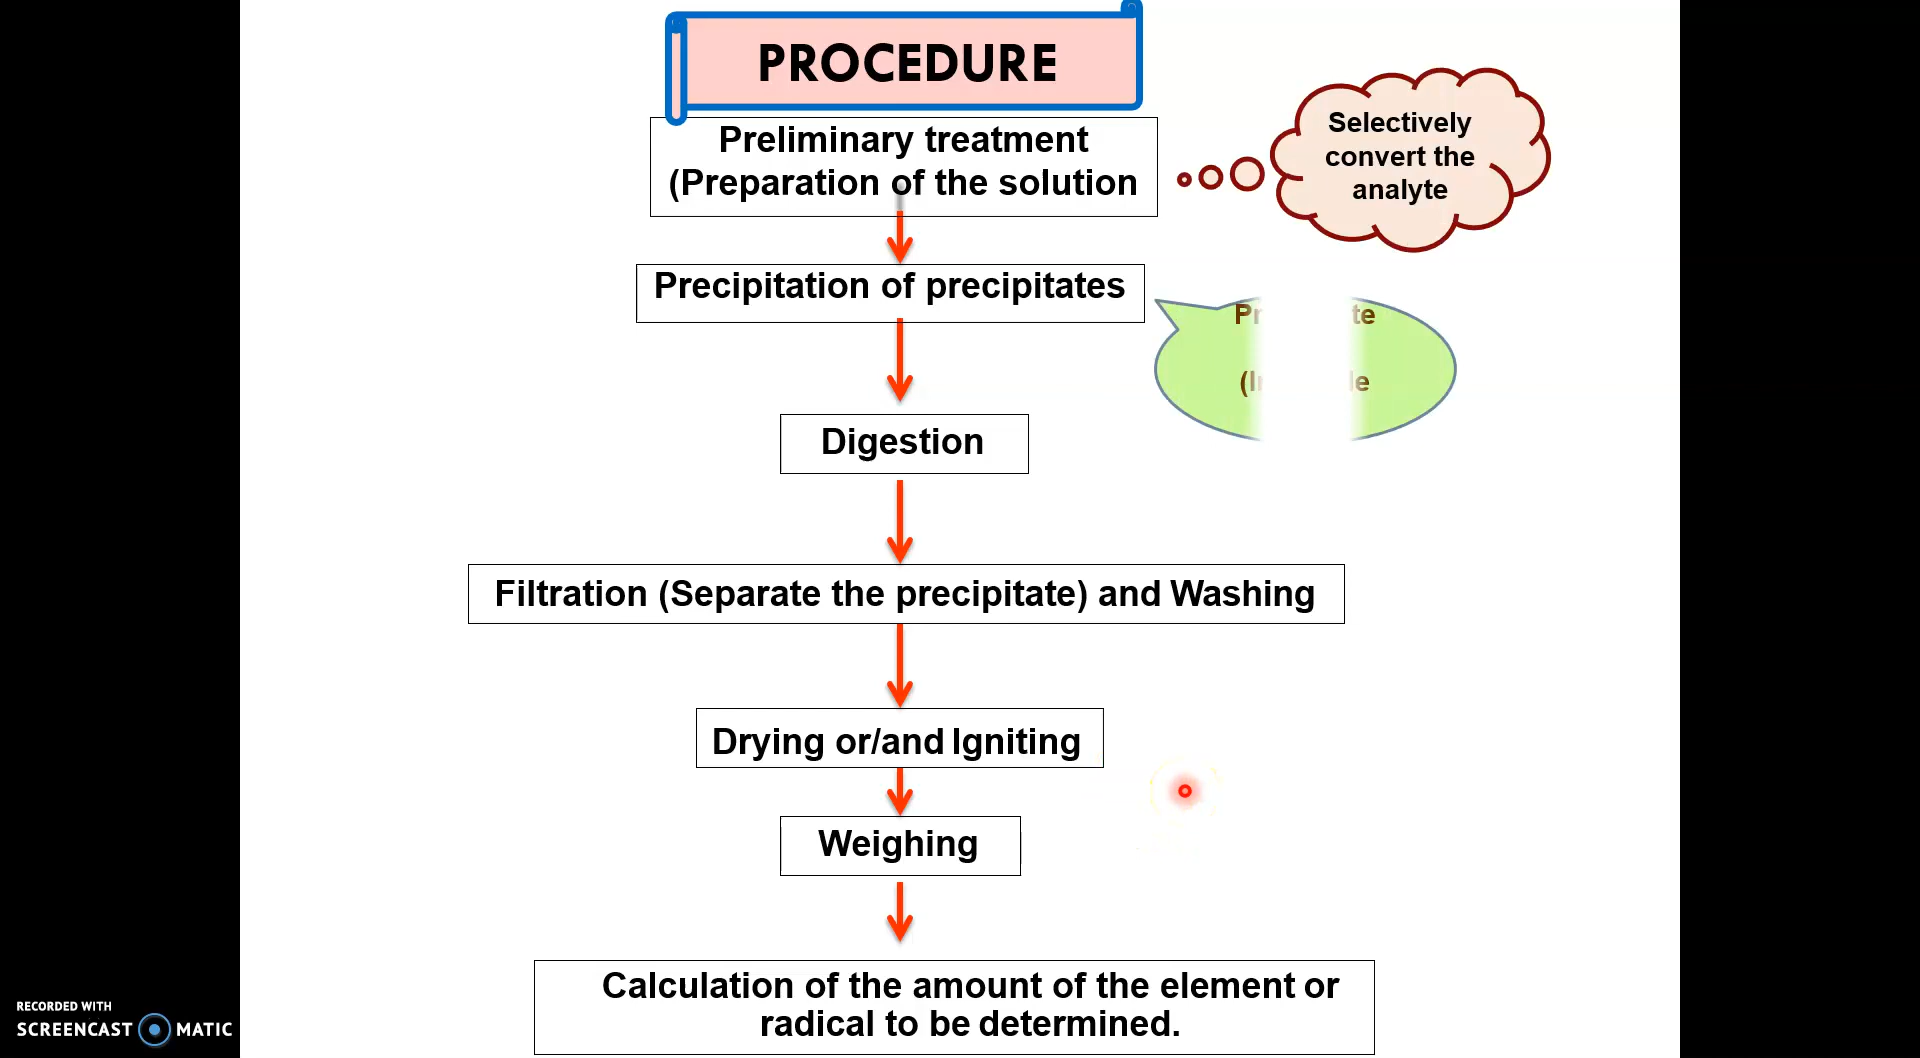 PROCEDURE
Preliminary treatment
(Preparation of the solution
Selectively
convert the
analyte
Precipitation of precipitates
Digestion
Filtration (Separate the precipitate) and Washing
Drying or/and Igniting
Weighing
Calculation of the amount of the element or
radical to be determined.
RECORDED WITH
SCREENCAST MATIC